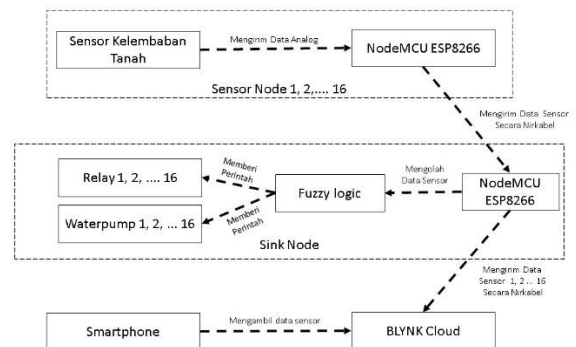 Sensor Kelembaban
Tanah
Mengirim Data Analog
NodeMCU ESP8266
Sensor Node 1, 2,.... 16
Mengirim Data Sensor
Secara Nirkabel
Relay 1, 2, .... 16
Memberi
Perintah
Fuzzy logic
Mengolah
Data Sensor
NodeMCU
ESP8266
Waterpump 1, 2, ... 16
Memberi
Perintah
Sink Node
Mengirim Data
Sensor 1, 2 ... 16
Secara Nirkabel
Smartphone
Mengambil data sensor
BLYNK Cloud